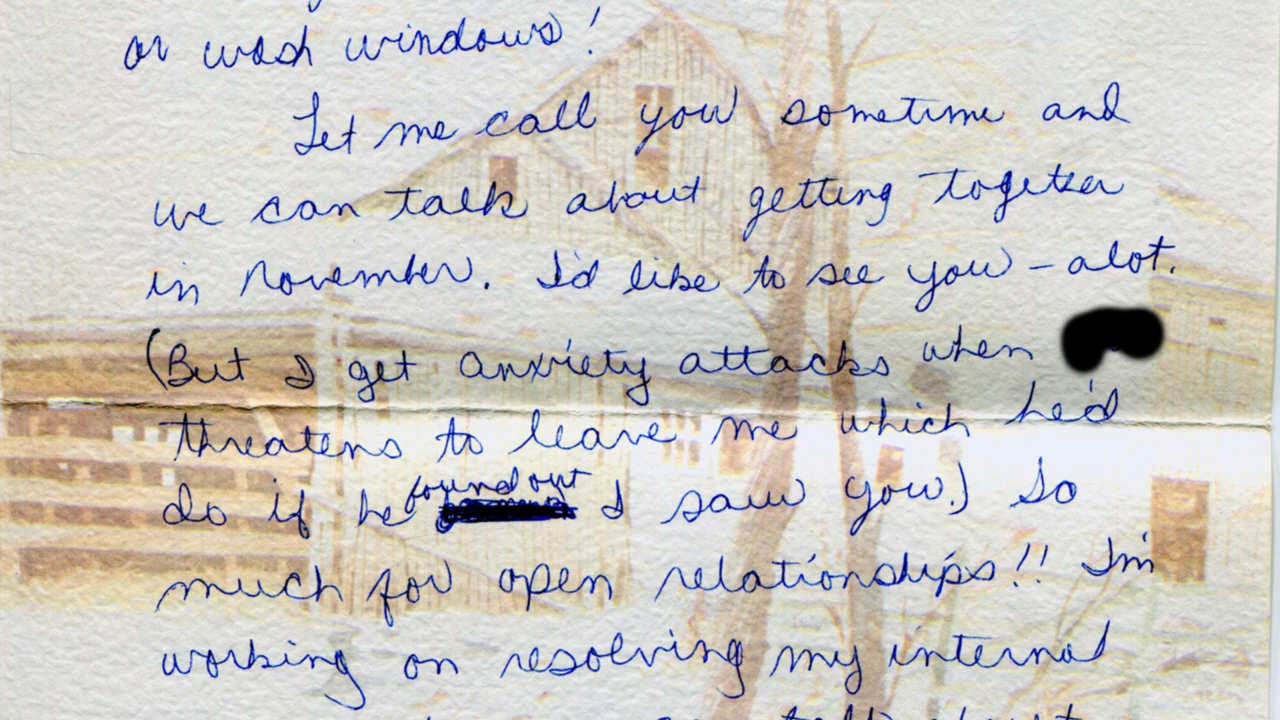 or wash windows!
Let me call you sometime and
we can talk about getting together
in November. I'd like to see you – alot.
(But I get anxiety attacks when
threatens to leave me which he'd
do if he found out I saw you.) So
much for open relationships!! I'm
working on resolving my internal
talk about